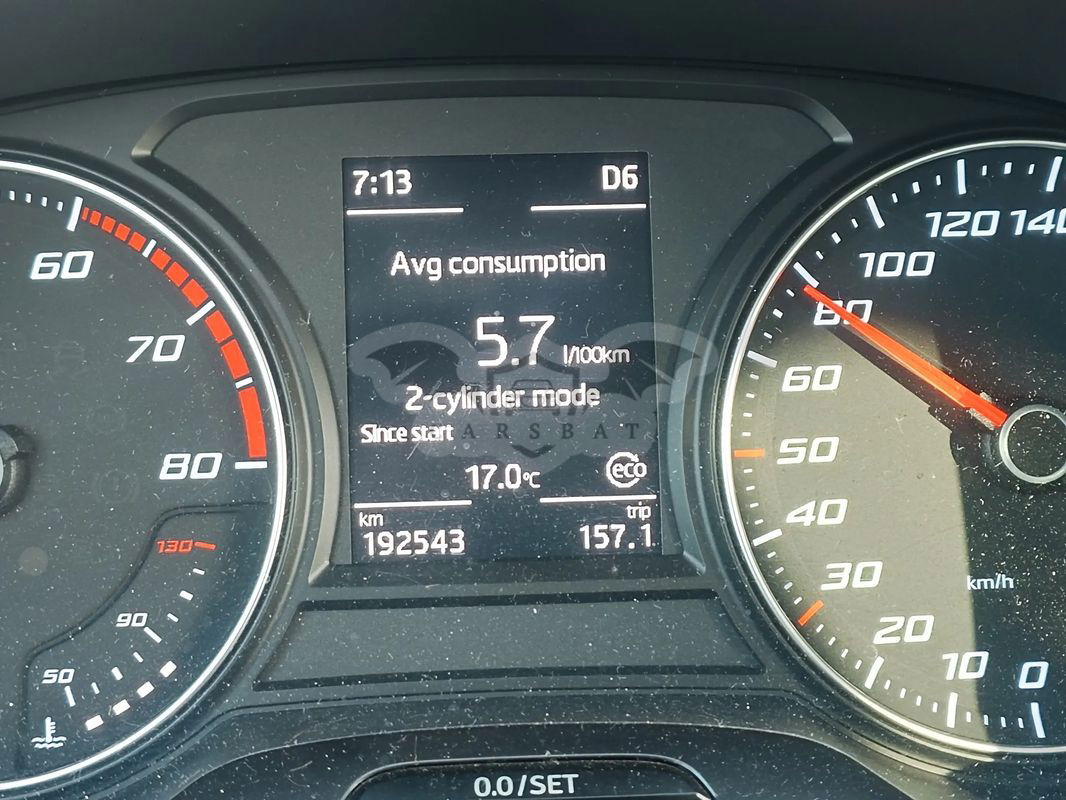 7:13 D6
Avg consumption
5.7 l/100km
2-cylinder mode
Since start
ARSBAT
17.0°C eco
km trip
192543 157.1
60
70
80
130
90
50
140
120
100
80
60
50
40
30
20
10
0
km/h
0.0/SET